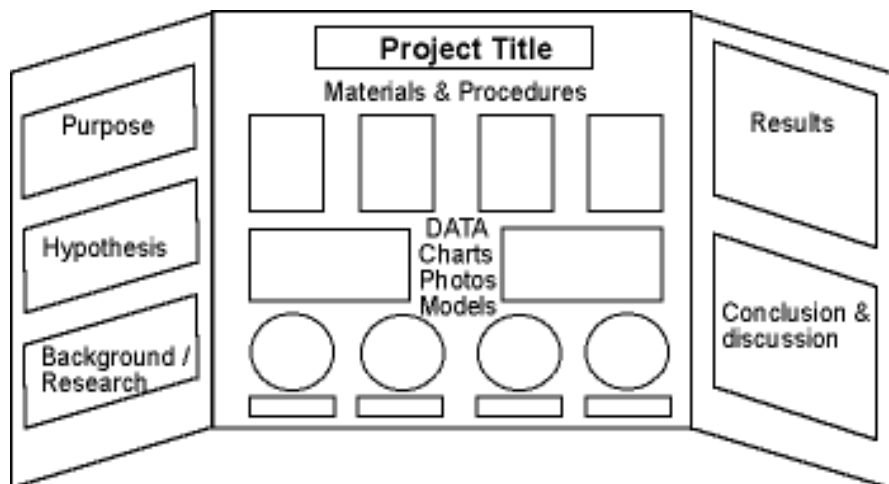 Purpose
Hypothesis
Background /
Research
Project Title
Materials & Procedures
DATA
Charts
Photos
Models
Results
Conclusion &
discussion